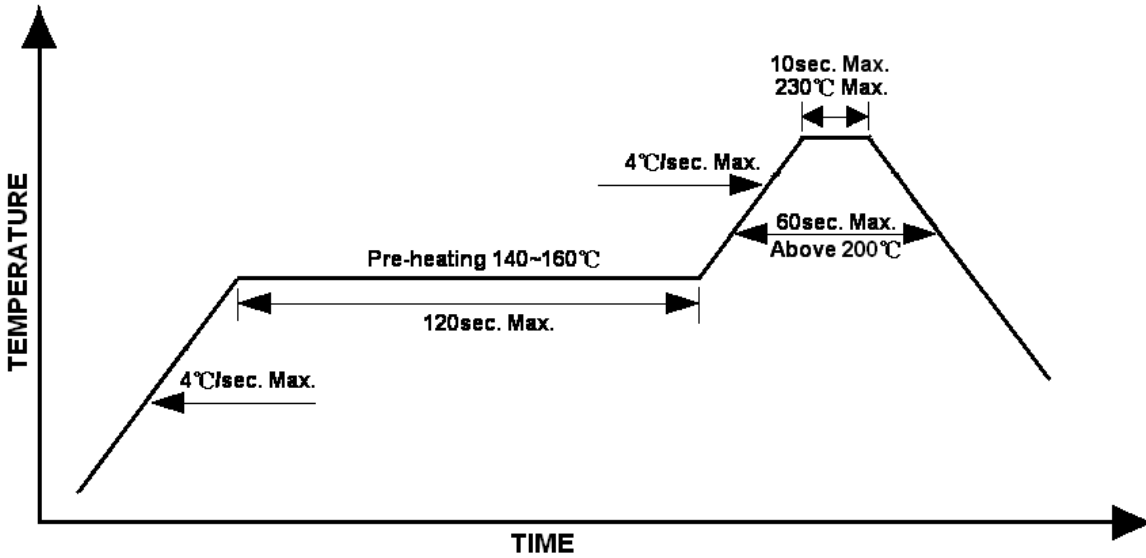 10sec. Max.
230℃ Max.
4℃/sec. Max.
60sec. Max.
Above 200℃
Pre-heating 140~160℃
120sec. Max.
4℃/sec. Max.
TEMPERATURE
TIME